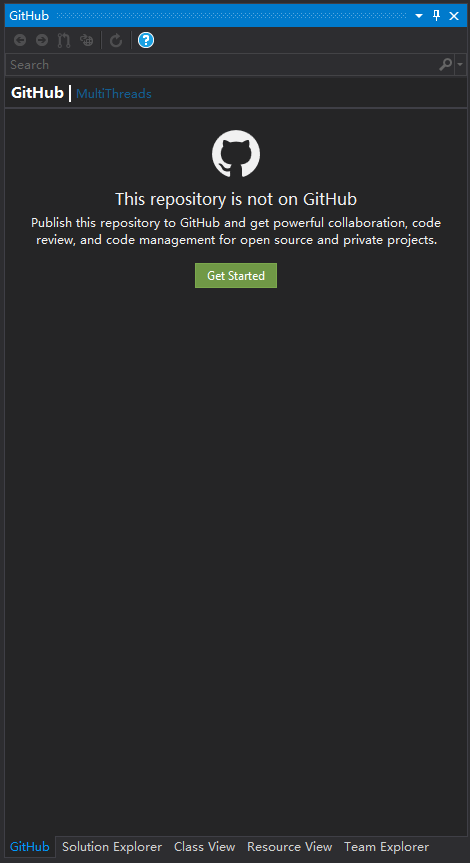 GitHub
?
Search
GitHub | MultiThreads
This repository is not on GitHub
Publish this repository to GitHub and get powerful collaboration, code
review, and code management for open source and private projects.
Get Started
GitHub Solution Explorer Class View Resource View Team Explorer